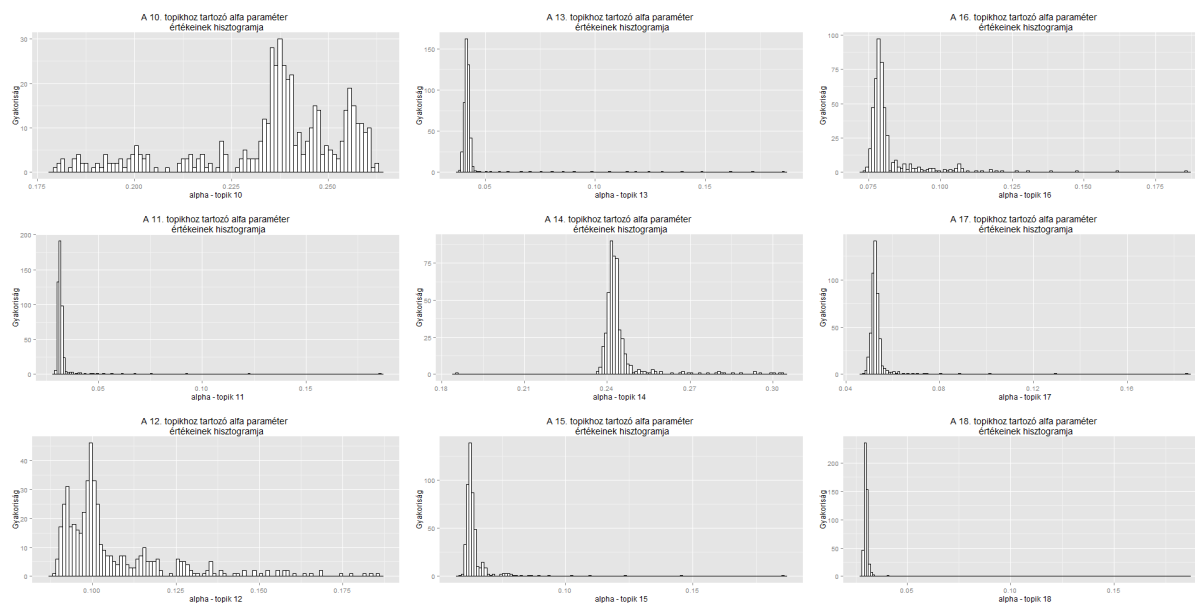 A 10. topikhoz tartozó alfa paraméter
értékeinek hisztogramja
Gyakoriság
30
20
10
0
0.175
0.200
0.225
0.250
alpha - topik 10
A 13. topikhoz tartozó alfa paraméter
értékeinek hisztogramja
Gyakoriság
150
100
50
0
0.05
0.10
0.15
alpha - topik 13
A 16. topikhoz tartozó alfa paraméter
értékeinek hisztogramja
Gyakoriság
100
75
50
25
0
0.075
0.100
0.125
0.150
0.175
alpha - topik 16
A 11. topikhoz tartozó alfa paraméter
értékeinek hisztogramja
Gyakoriság
200
150
100
50
0
0.05
0.10
0.15
alpha - topik 11
A 14. topikhoz tartozó alfa paraméter
értékeinek hisztogramja
Gyakoriság
75
50
25
0
0.18
0.21
0.24
0.27
0.30
alpha - topik 14
A 17. topikhoz tartozó alfa paraméter
értékeinek hisztogramja
Gyakoriság
100
50
0
0.04
0.08
0.12
0.16
alpha - topik 17
A 12. topikhoz tartozó alfa paraméter
értékeinek hisztogramja
Gyakoriság
40
30
20
10
0
0.100
0.125
0.150
0.175
alpha - topik 12
A 15. topikhoz tartozó alfa paraméter
értékeinek hisztogramja
Gyakoriság
100
50
0
0.10
0.15
alpha - topik 15
A 18. topikhoz tartozó alfa paraméter
értékeinek hisztogramja
Gyakoriság
200
150
100
50
0
0.05
0.10
0.15
alpha - topik 18